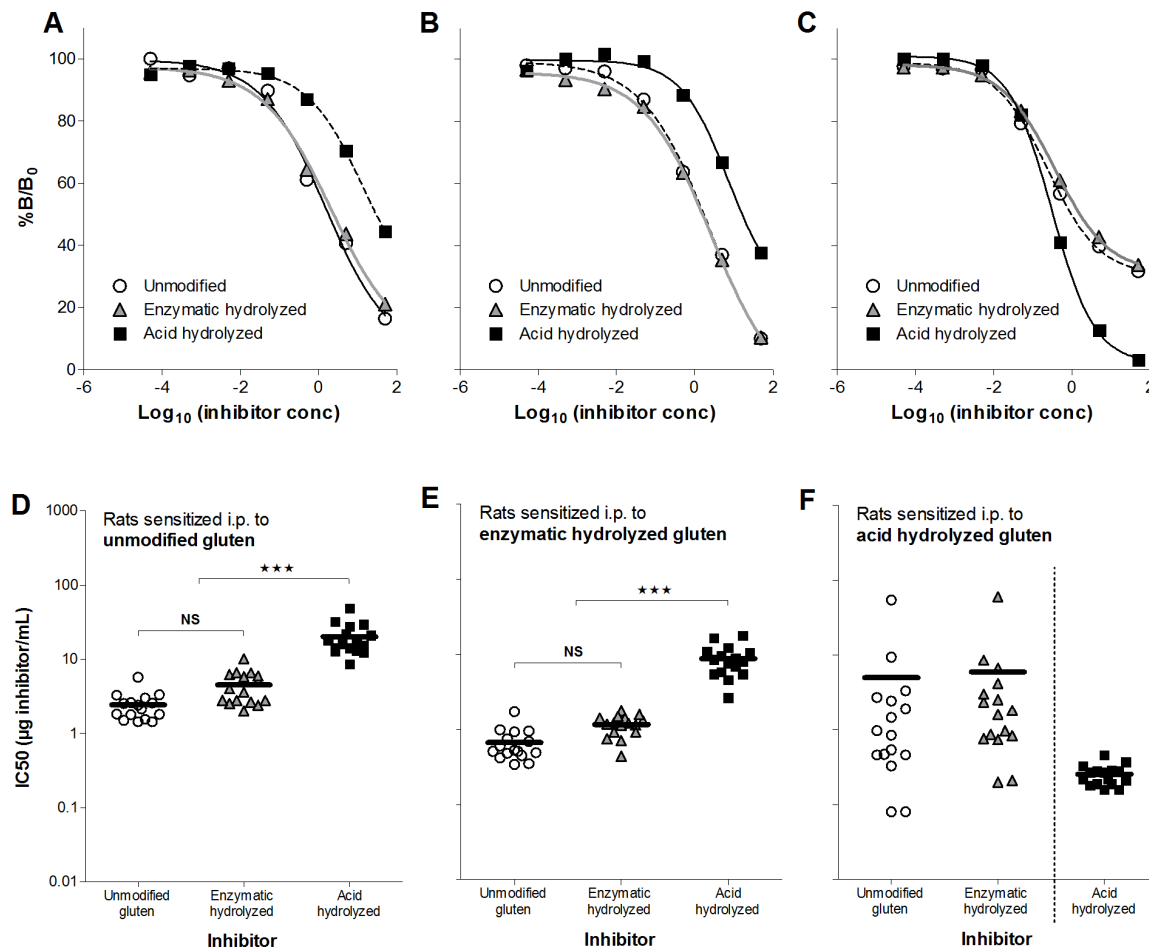 A
B
C
%B/B0
100
80
60
40
20
0
Unmodified
Enzymatic hydrolyzed
Acid hydrolyzed
-6
-4
-2
0
2
Log10 (inhibitor conc)
Unmodified
Enzymatic hydrolyzed
Acid hydrolyzed
-6
-4
-2
0
2
Log10 (inhibitor conc)
Unmodified
Enzymatic hydrolyzed
Acid hydrolyzed
-6
-4
-2
0
2
Log10 (inhibitor conc)
D
E
F
IC50 (µg inhibitor/mL)
1000
100
10
1
0.1
0.01
Rats sensitized i.p. to
unmodified gluten
★★★
NS
Unmodified
gluten
Enzymatic
hydrolyzed
Acid
hydrolyzed
Inhibitor
Rats sensitized i.p. to
enzymatic hydrolyzed gluten
★★★
NS
Unmodified
gluten
Enzymatic
hydrolyzed
Acid
hydrolyzed
Inhibitor
Rats sensitized i.p. to
acid hydrolyzed gluten
Unmodified
gluten
Enzymatic
hydrolyzed
Acid
hydrolyzed
Inhibitor